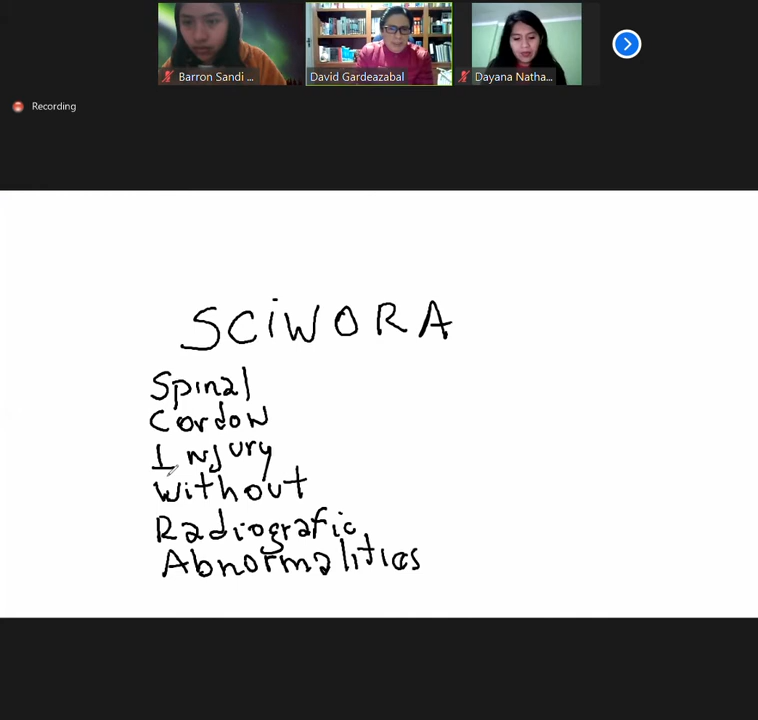 Barron Sandi ...
David Gardeazabal
Dayana Natha...
Recording
SCIWORA
Spinal
Cordon
Injury
Without
Radiografic
Abnormalities